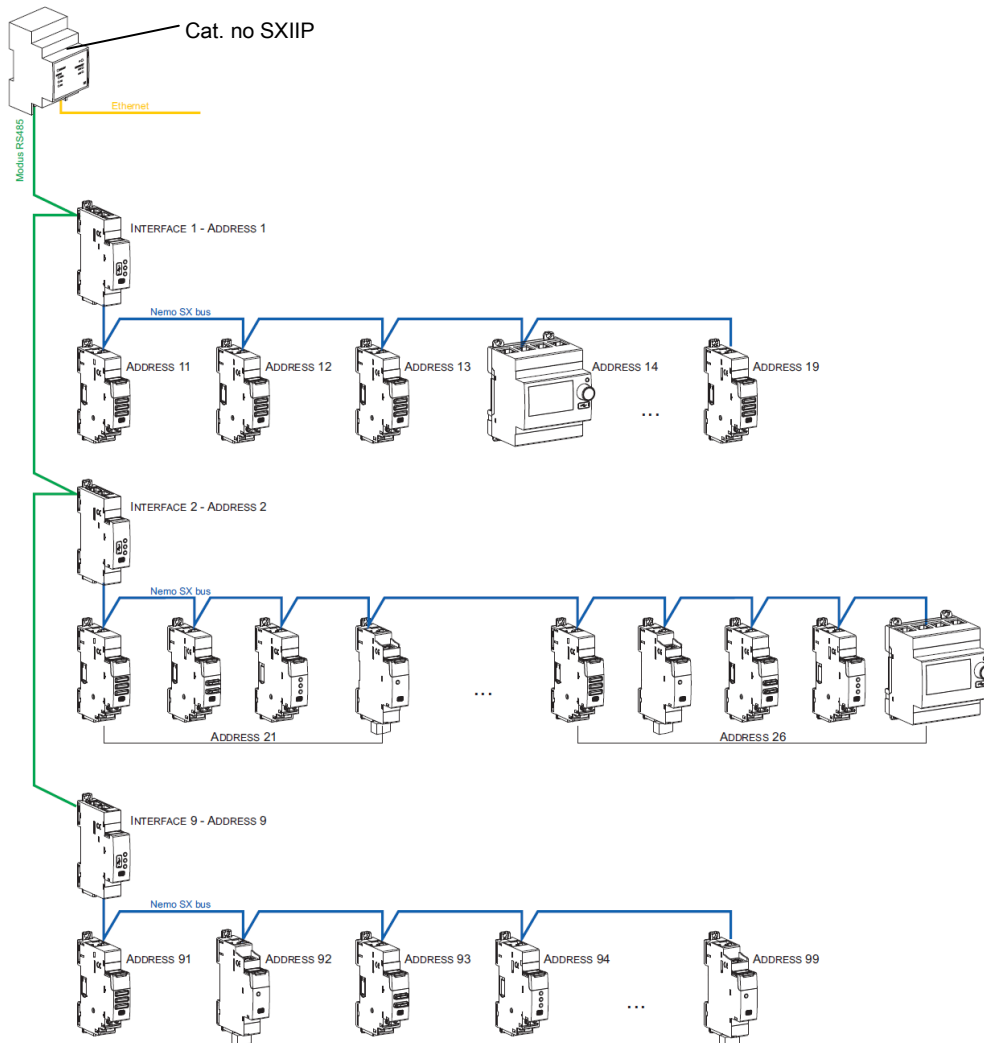 Cat. no SXIIP
Ethernet
Modus RS485
INTERFACE 1 - ADDRESS 1
Nemo SX bus
ADDRESS 11
ADDRESS 12
ADDRESS 13
ADDRESS 14
ADDRESS 19
...
INTERFACE 2 - ADDRESS 2
Nemo SX bus
...
ADDRESS 21
ADDRESS 26
INTERFACE 9 - ADDRESS 9
Nemo SX bus
ADDRESS 91
ADDRESS 92
ADDRESS 93
ADDRESS 94
ADDRESS 99
...